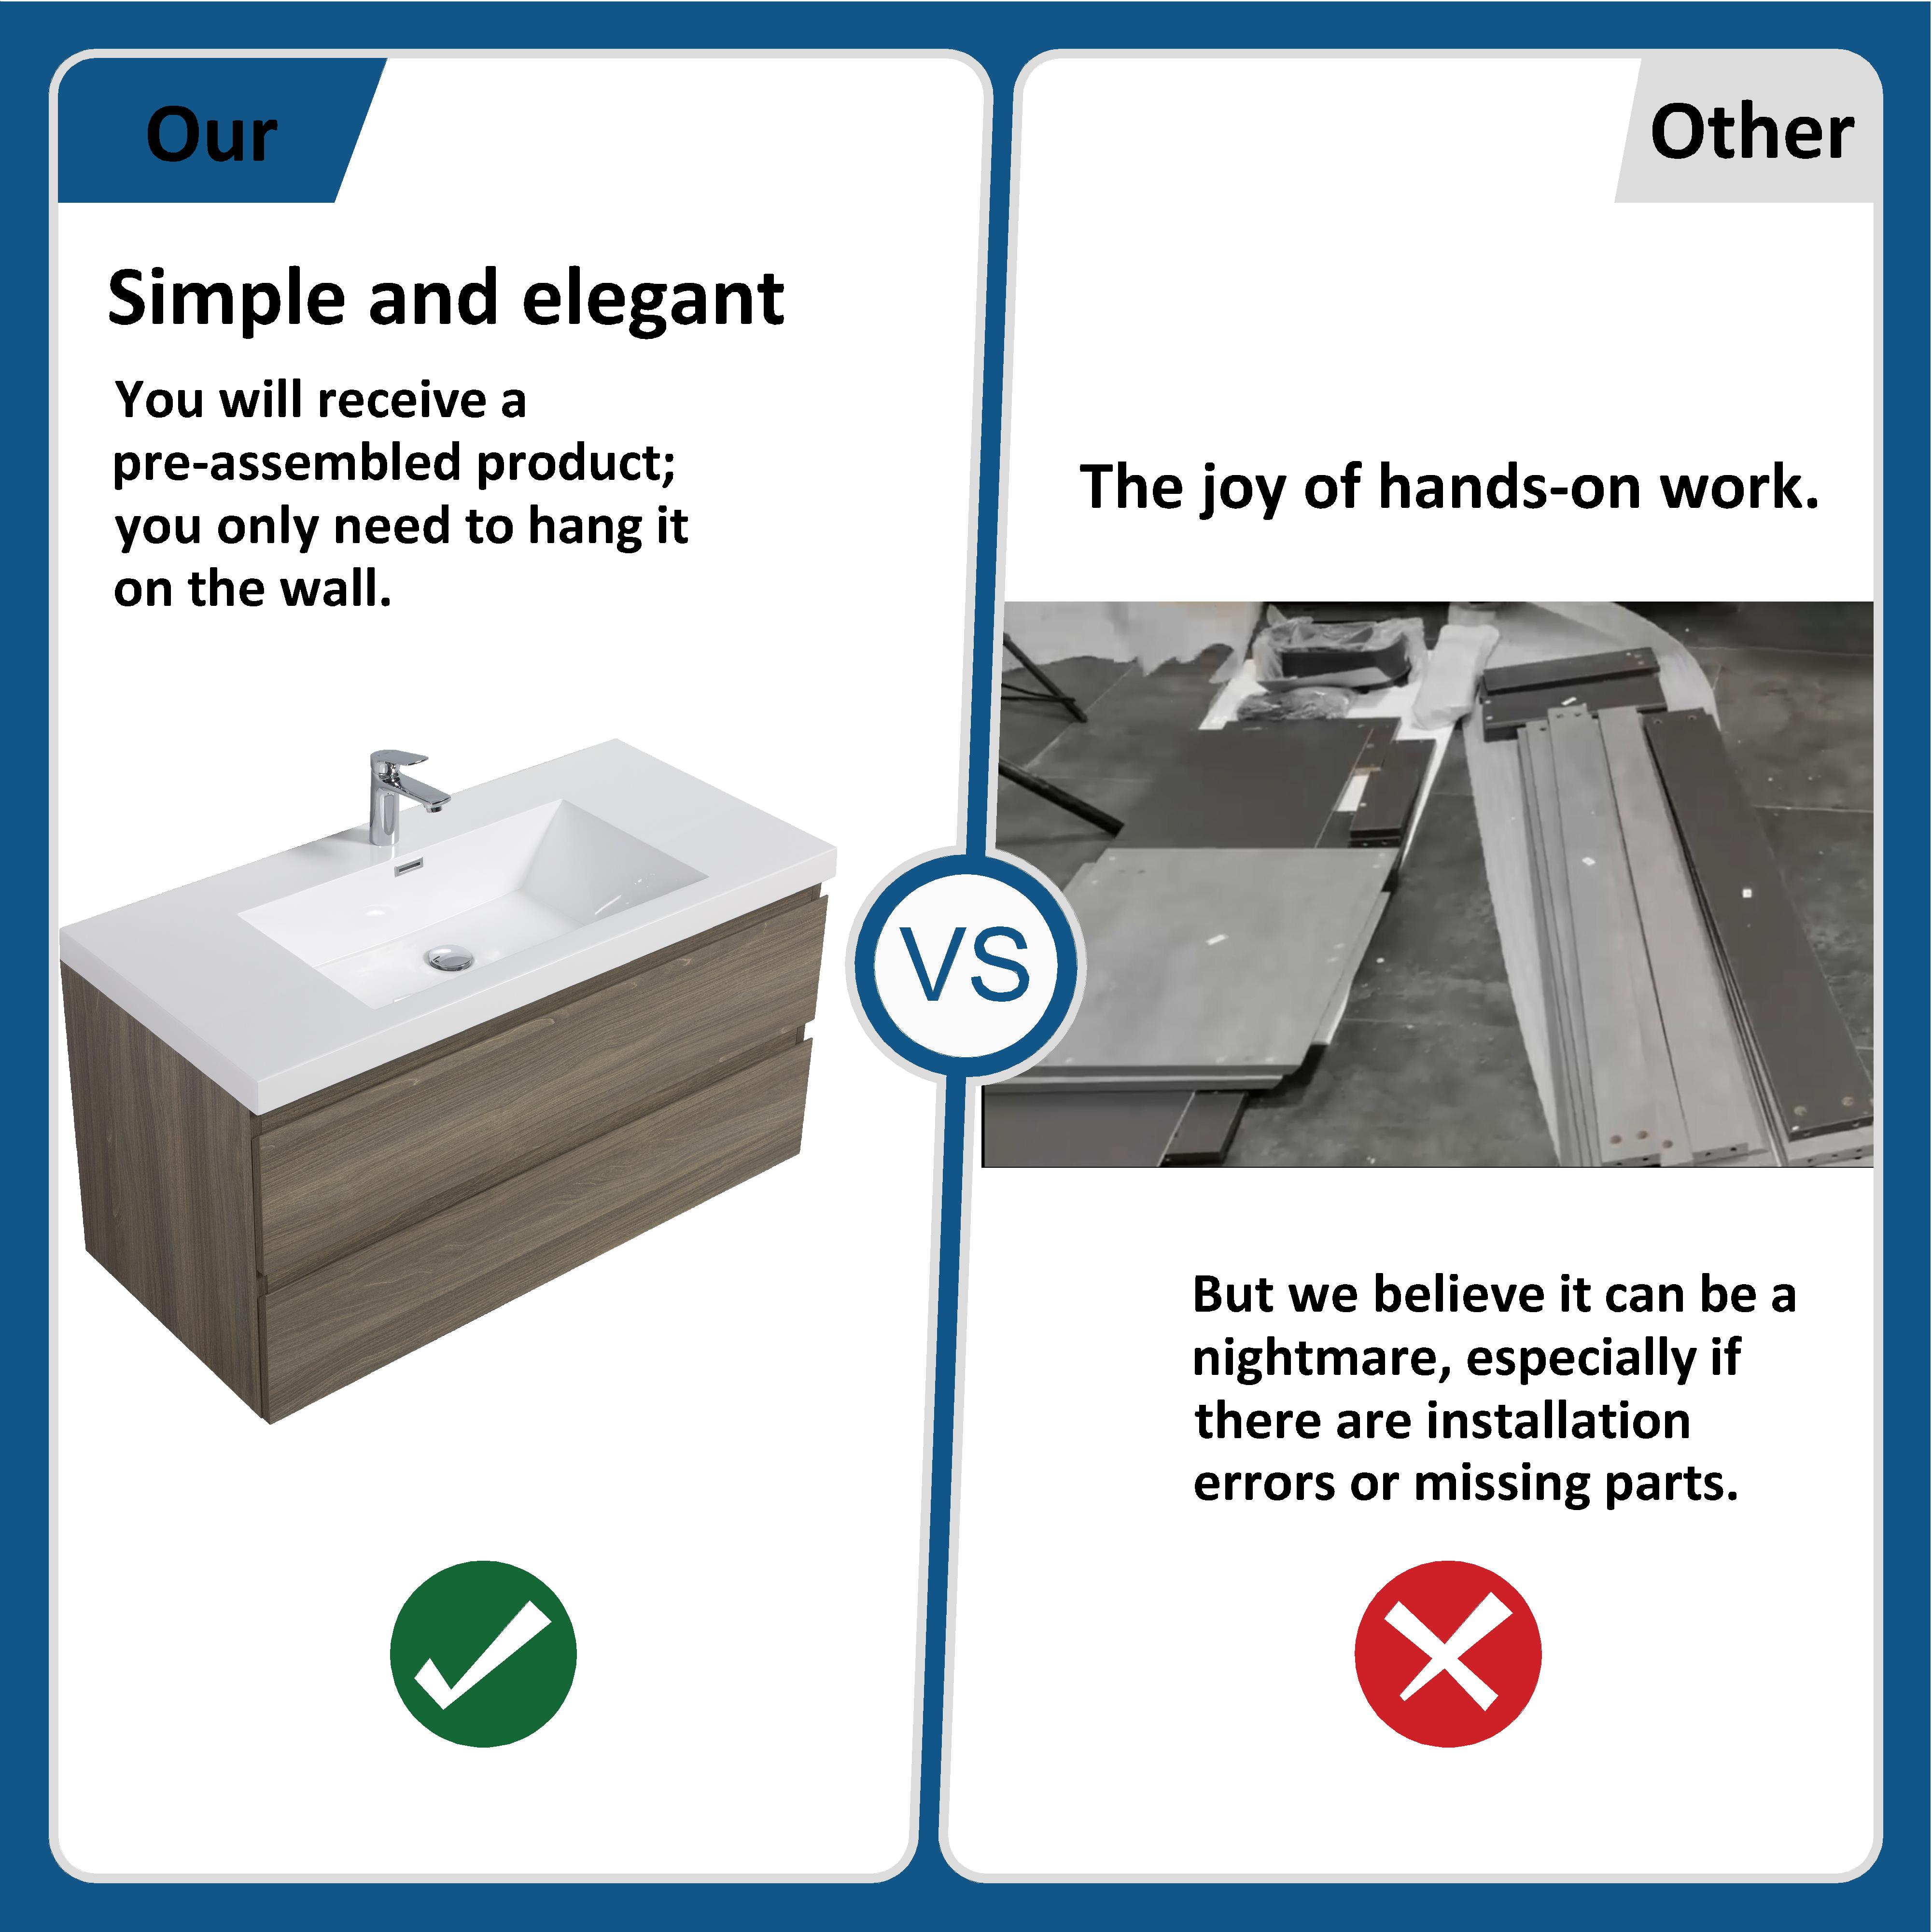 Our
Simple and elegant
You will receive a
pre-assembled product;
you only need to hang it
on the wall.
VS
Other
The joy of hands-on work.
But we believe it can be a
nightmare, especially if
there are installation
errors or missing parts.